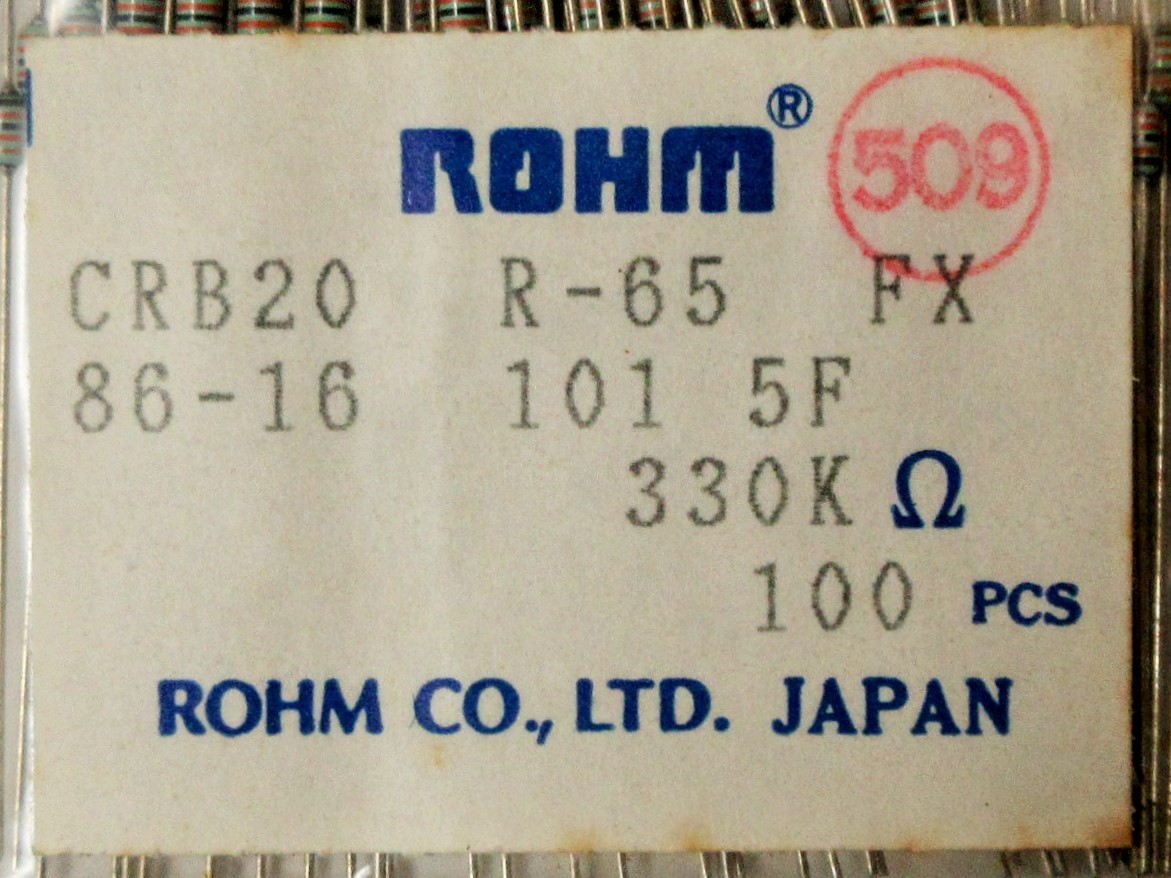 ROHM®
509
CRB20 R-65 FX
86-16 101 5F
330K Ω
100 PCS
ROHM CO., LTD. JAPAN